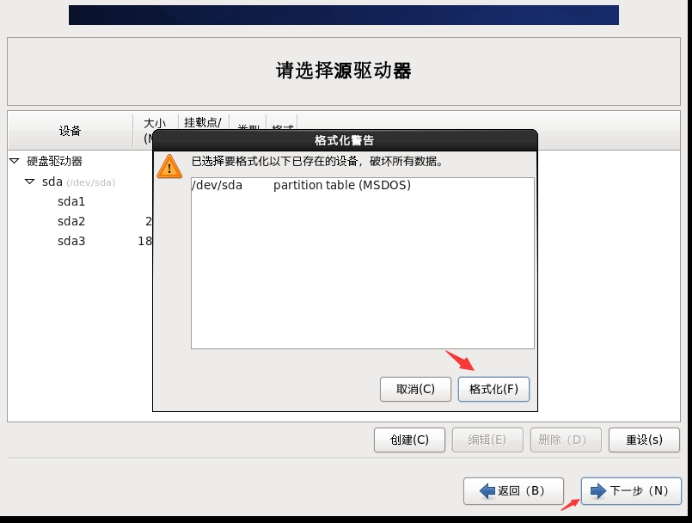 请选择源驱动器
设备
大小
挂载点/
格式化警告
已选择要格式化以下已存在的设备，破坏所有数据。
/dev/sda partition table (MSDOS)
硬盘驱动器
sda (/dev/sda)
sda1
sda2 2
sda3 18
取消(C) 格式化(F)
创建(C) 编辑(E) 删除（D） 重设(s)
返回（B） 下一步（N）